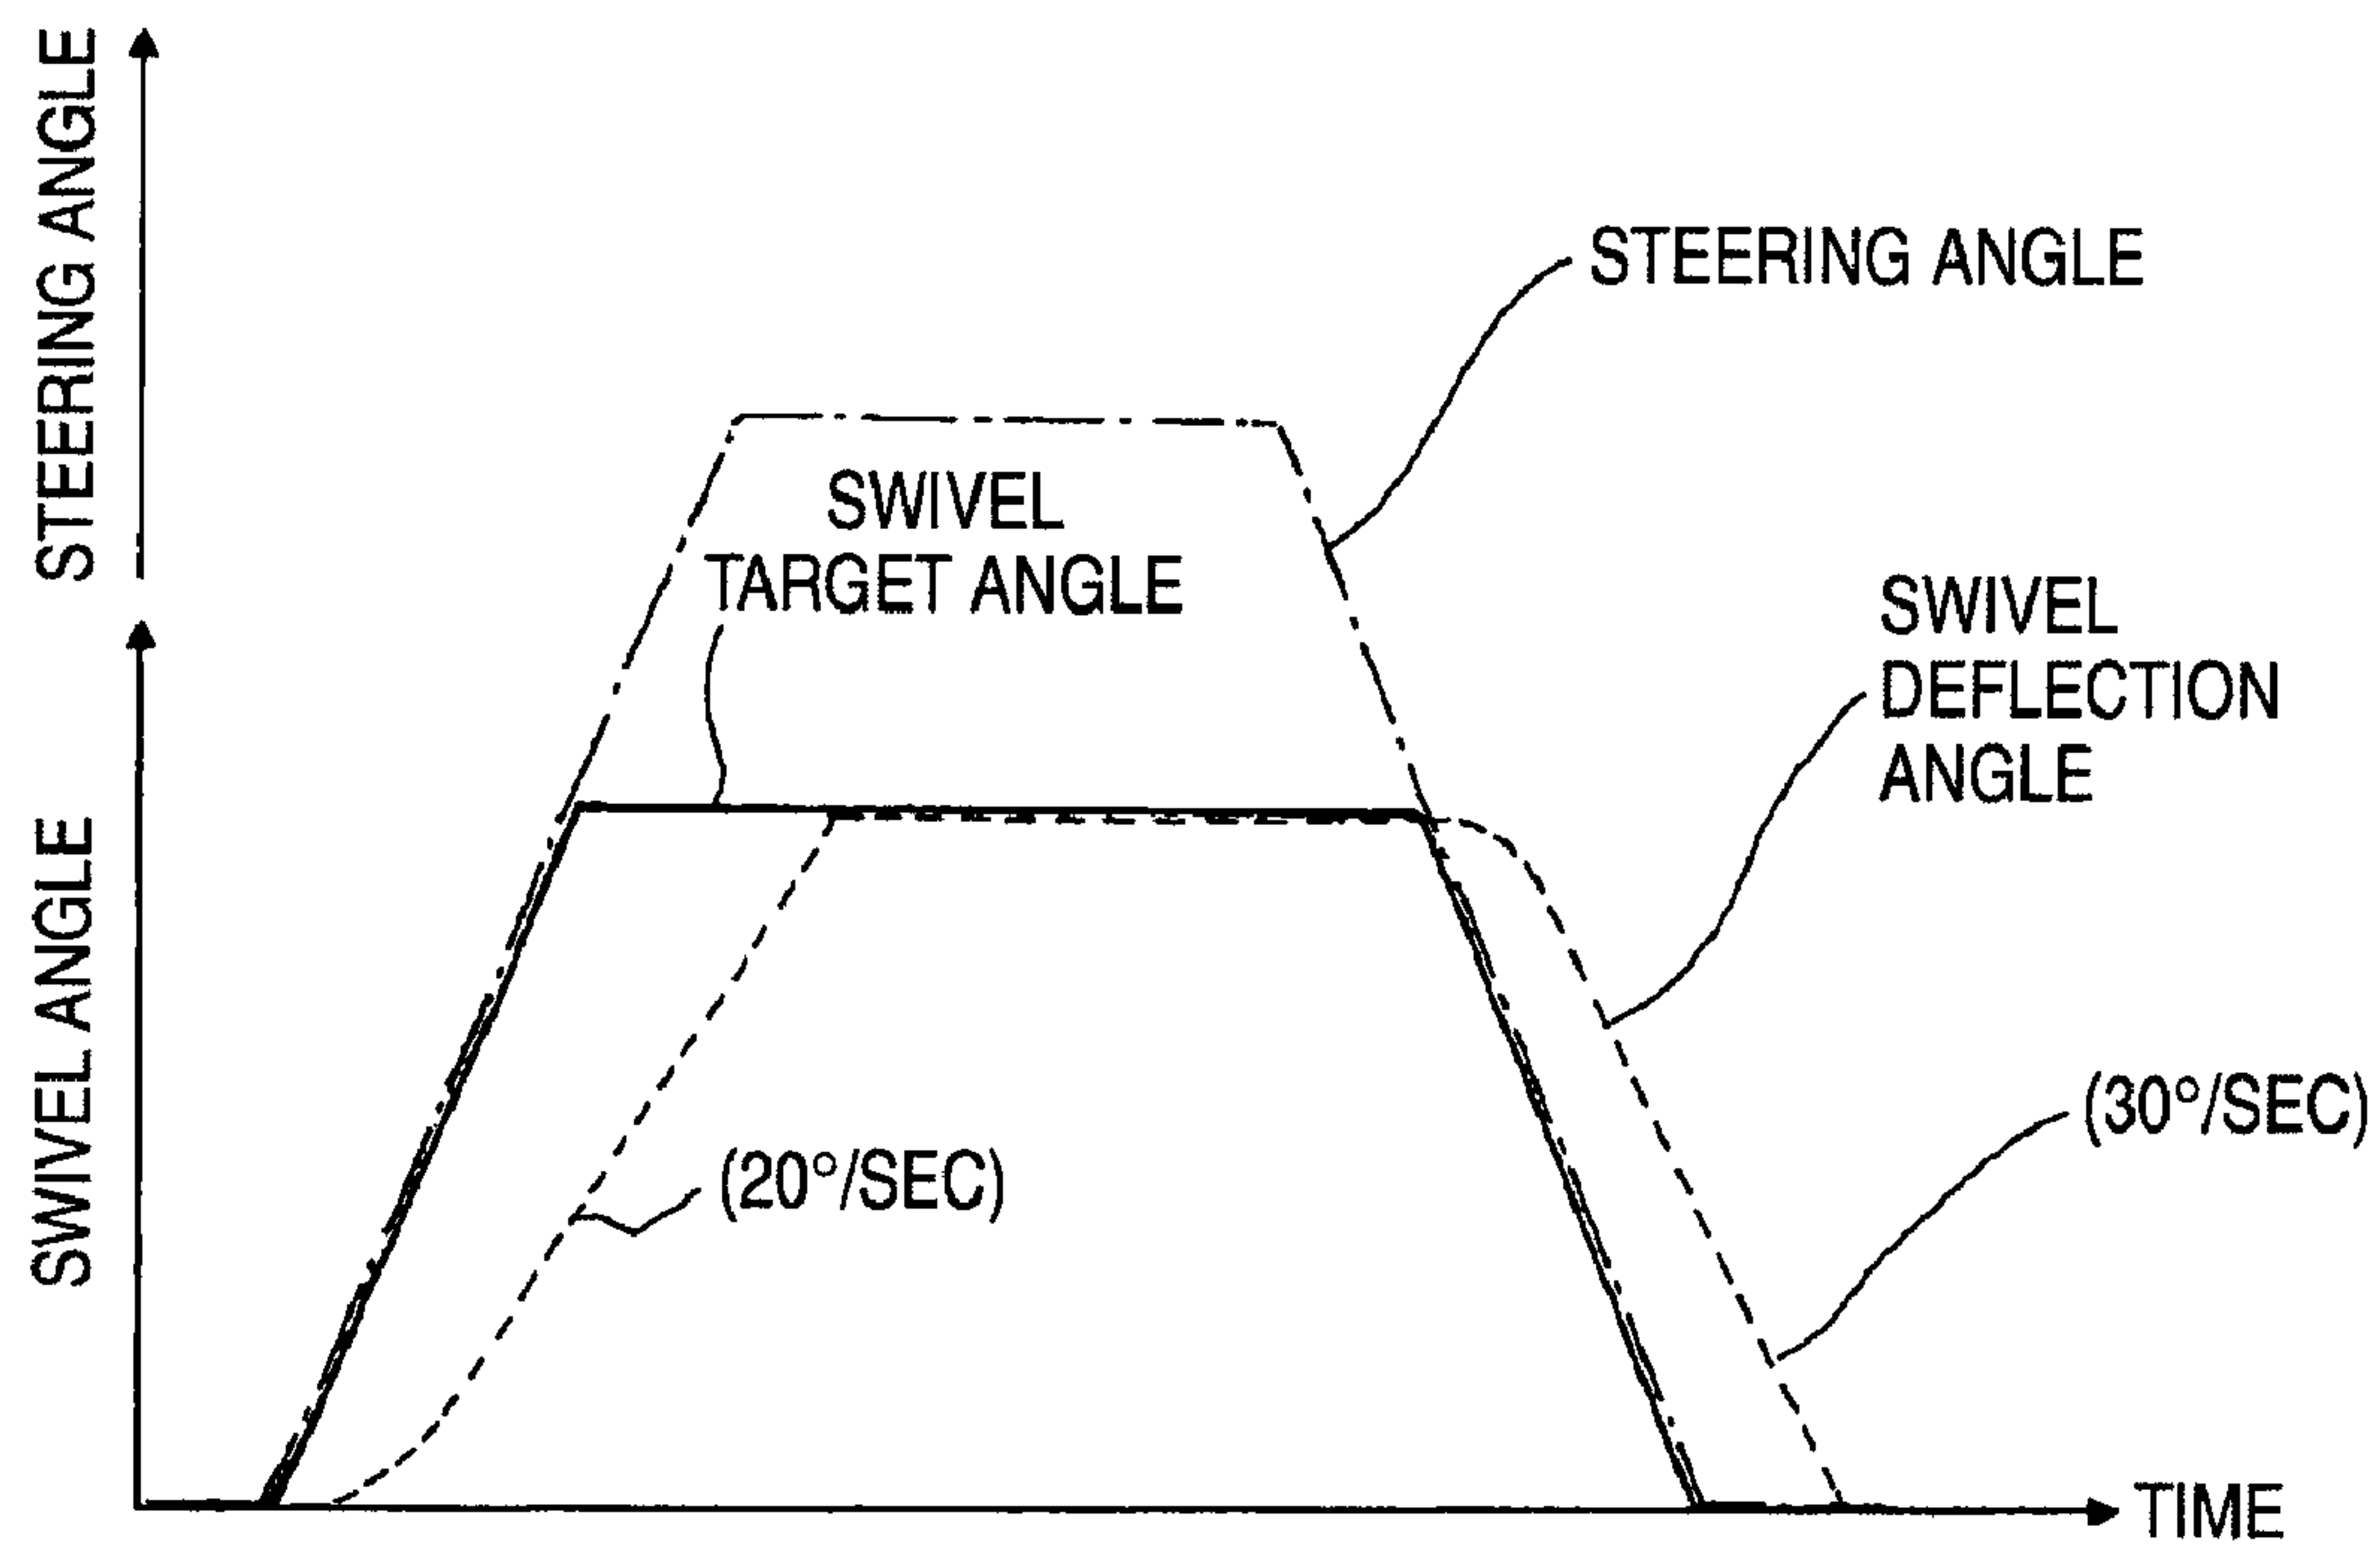 STEERING ANGLE
SWIVEL ANGLE
STEERING ANGLE
SWIVEL
TARGET ANGLE
SWIVEL
DEFLECTION
ANGLE
(30°/SEC)
(20°/SEC)
TIME